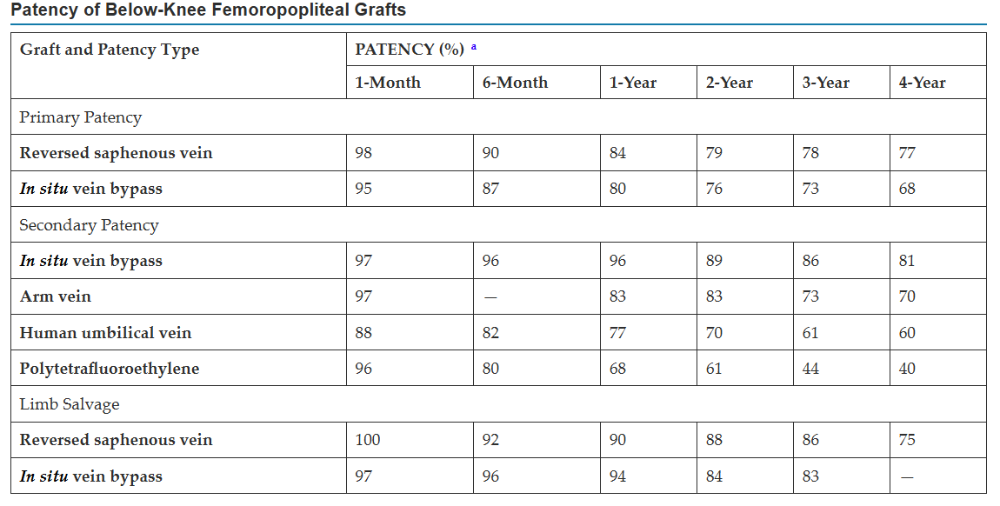 Patency of Below-Knee Femoropopliteal Grafts
Graft and Patency Type PATENCY (%) a
1-Month 6-Month 1-Year 2-Year 3-Year 4-Year
Primary Patency
Reversed saphenous vein 98 90 84 79 78 77
In situ vein bypass 95 87 80 76 73 68
Secondary Patency
In situ vein bypass 97 96 96 89 86 81
Arm vein 97 — 83 83 73 70
Human umbilical vein 88 82 77 70 61 60
Polytetrafluoroethylene 96 80 68 61 44 40
Limb Salvage
Reversed saphenous vein 100 92 90 88 86 75
In situ vein bypass 97 96 94 84 83 —